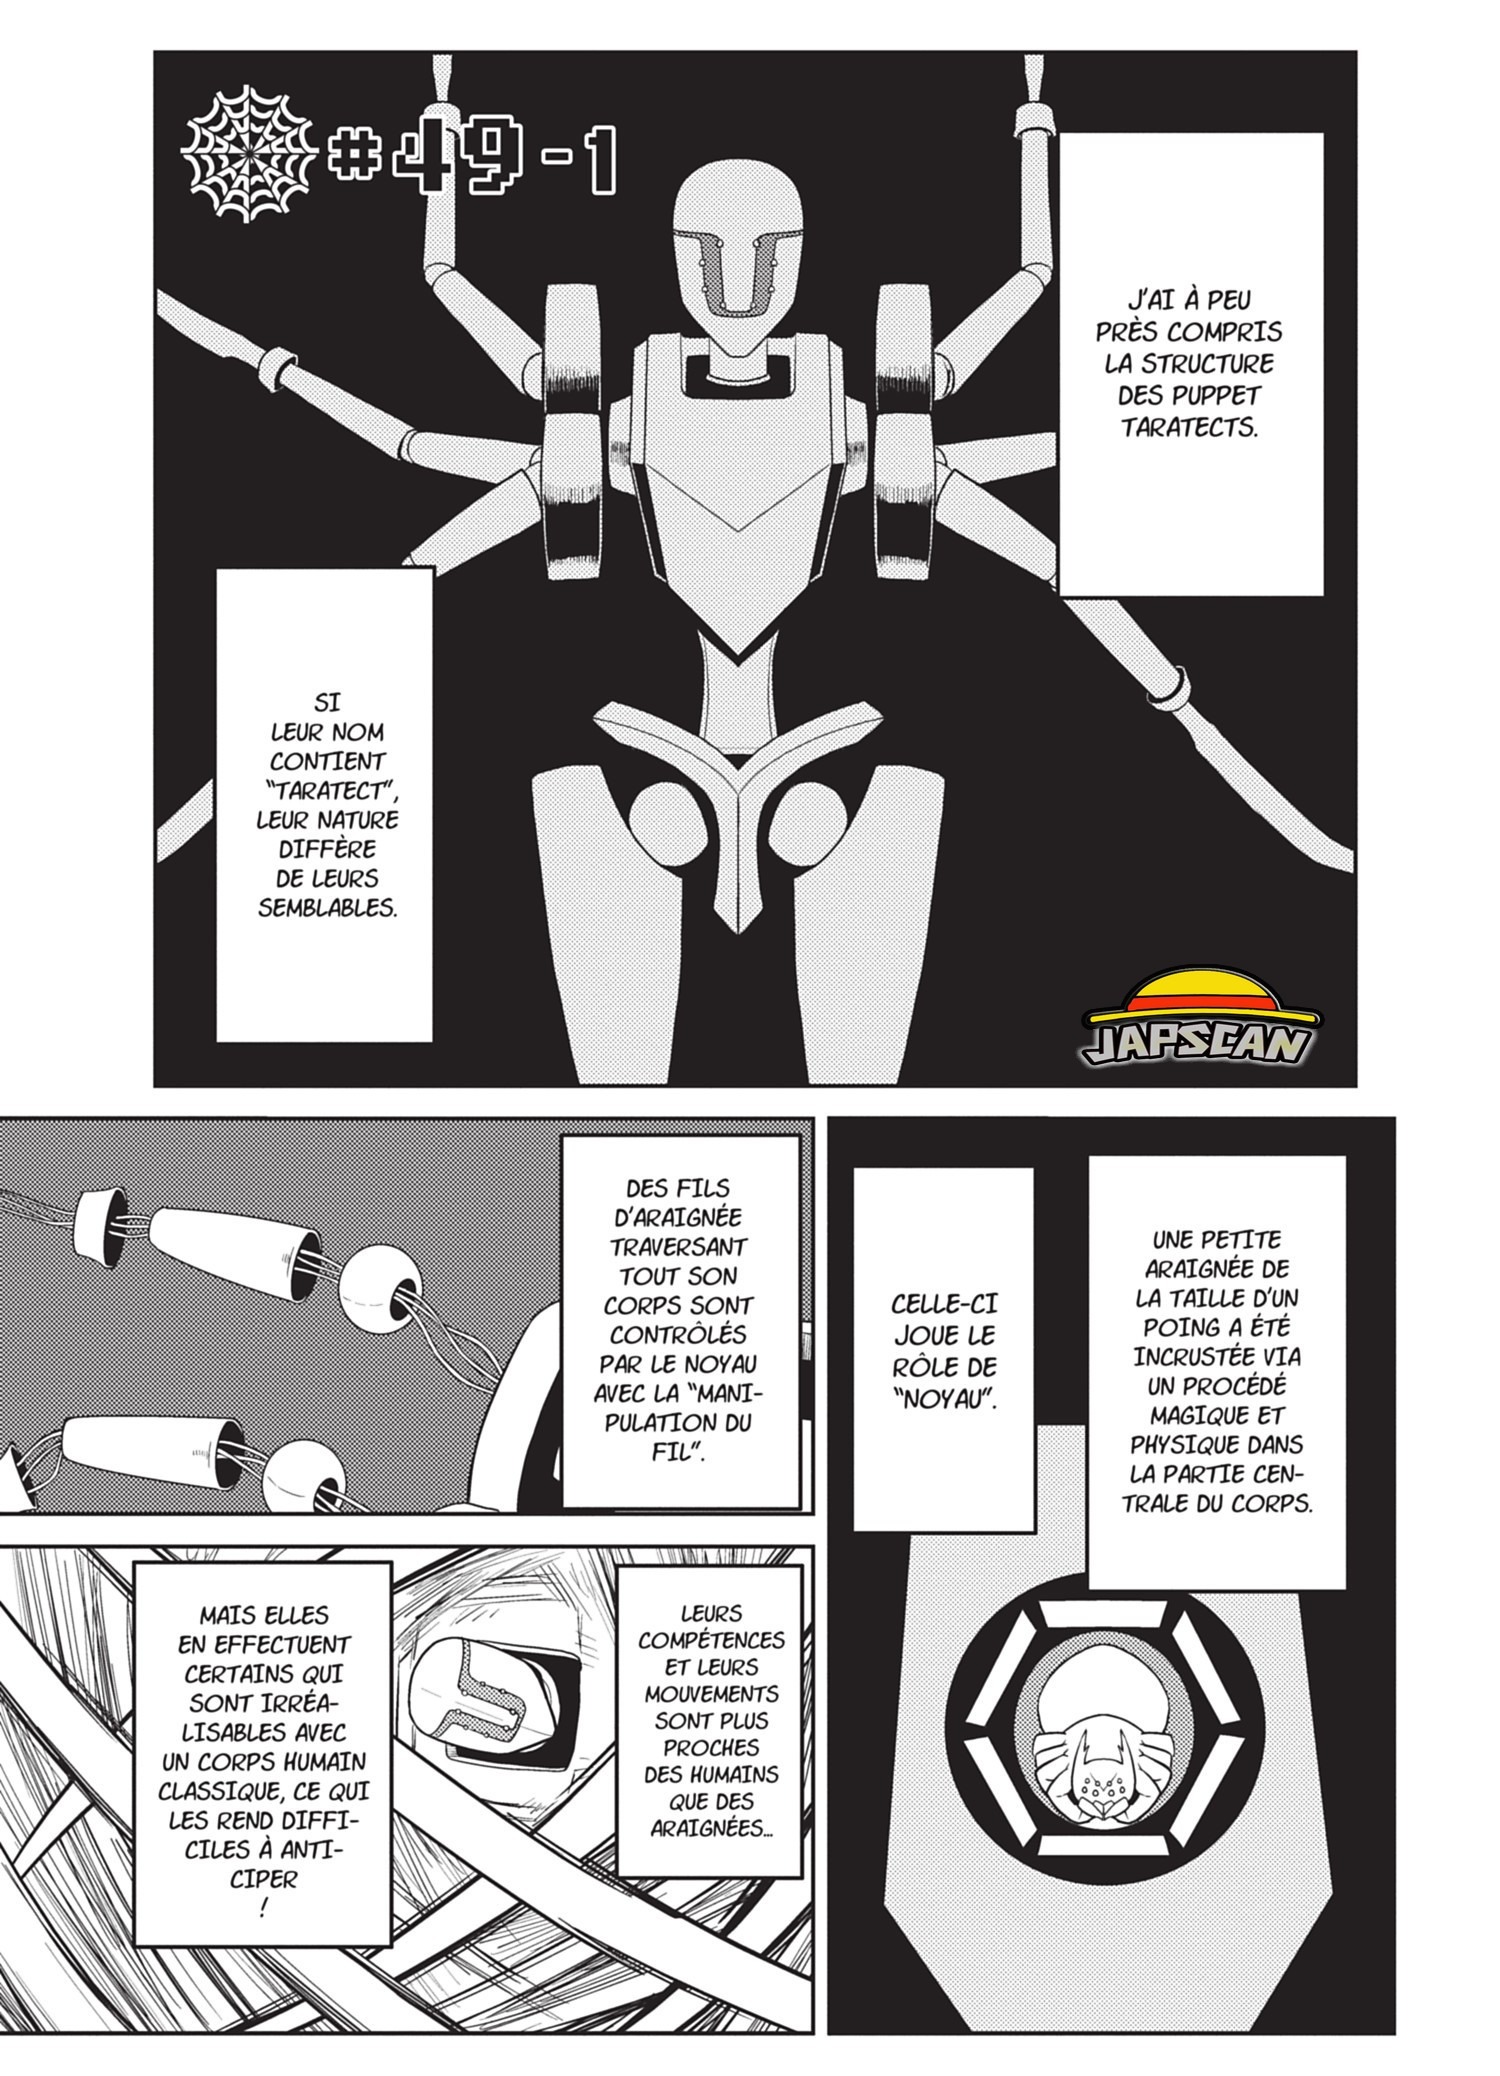 #49-1
J'AI À PEU
PRÈS COMPRIS
LA STRUCTURE
DES PUPPET
TARATECTS.
SI
LEUR NOM
CONTIENT
"TARATECT",
LEUR NATURE
DIFFÈRE
DE LEURS
SEMBLABLES.
JAPSCAN
UNE PETITE
ARAIGNÉE DE
LA TAILLE D'UN
POING A ÉTÉ
INCRUSTÉE VIA
UN PROCÉDÉ
MAGIQUE ET
PHYSIQUE DANS
LA PARTIE CEN-
TRALE DU CORPS.
CELLE-CI
JOUE LE
RÔLE DE
"NOYAU".
DES FILS
D'ARAIGNÉE
TRAVERSANT
TOUT SON
CORPS SONT
CONTRÔLÉS
PAR LE NOYAU
AVEC LA "MANI-
PULATION DU
FIL".
LEURS
COMPÉTENCES
ET LEURS
MOUVEMENTS
SONT PLUS
PROCHES
DES HUMAINS
QUE DES
ARAIGNÉES...
MAIS ELLES
EN EFFECTUENT
CERTAINS QUI
SONT IRRÉA-
LISABLES AVEC
UN CORPS HUMAIN
CLASSIQUE, CE QUI
LES REND DIFFI-
CILES À ANTI-
CIPER
!